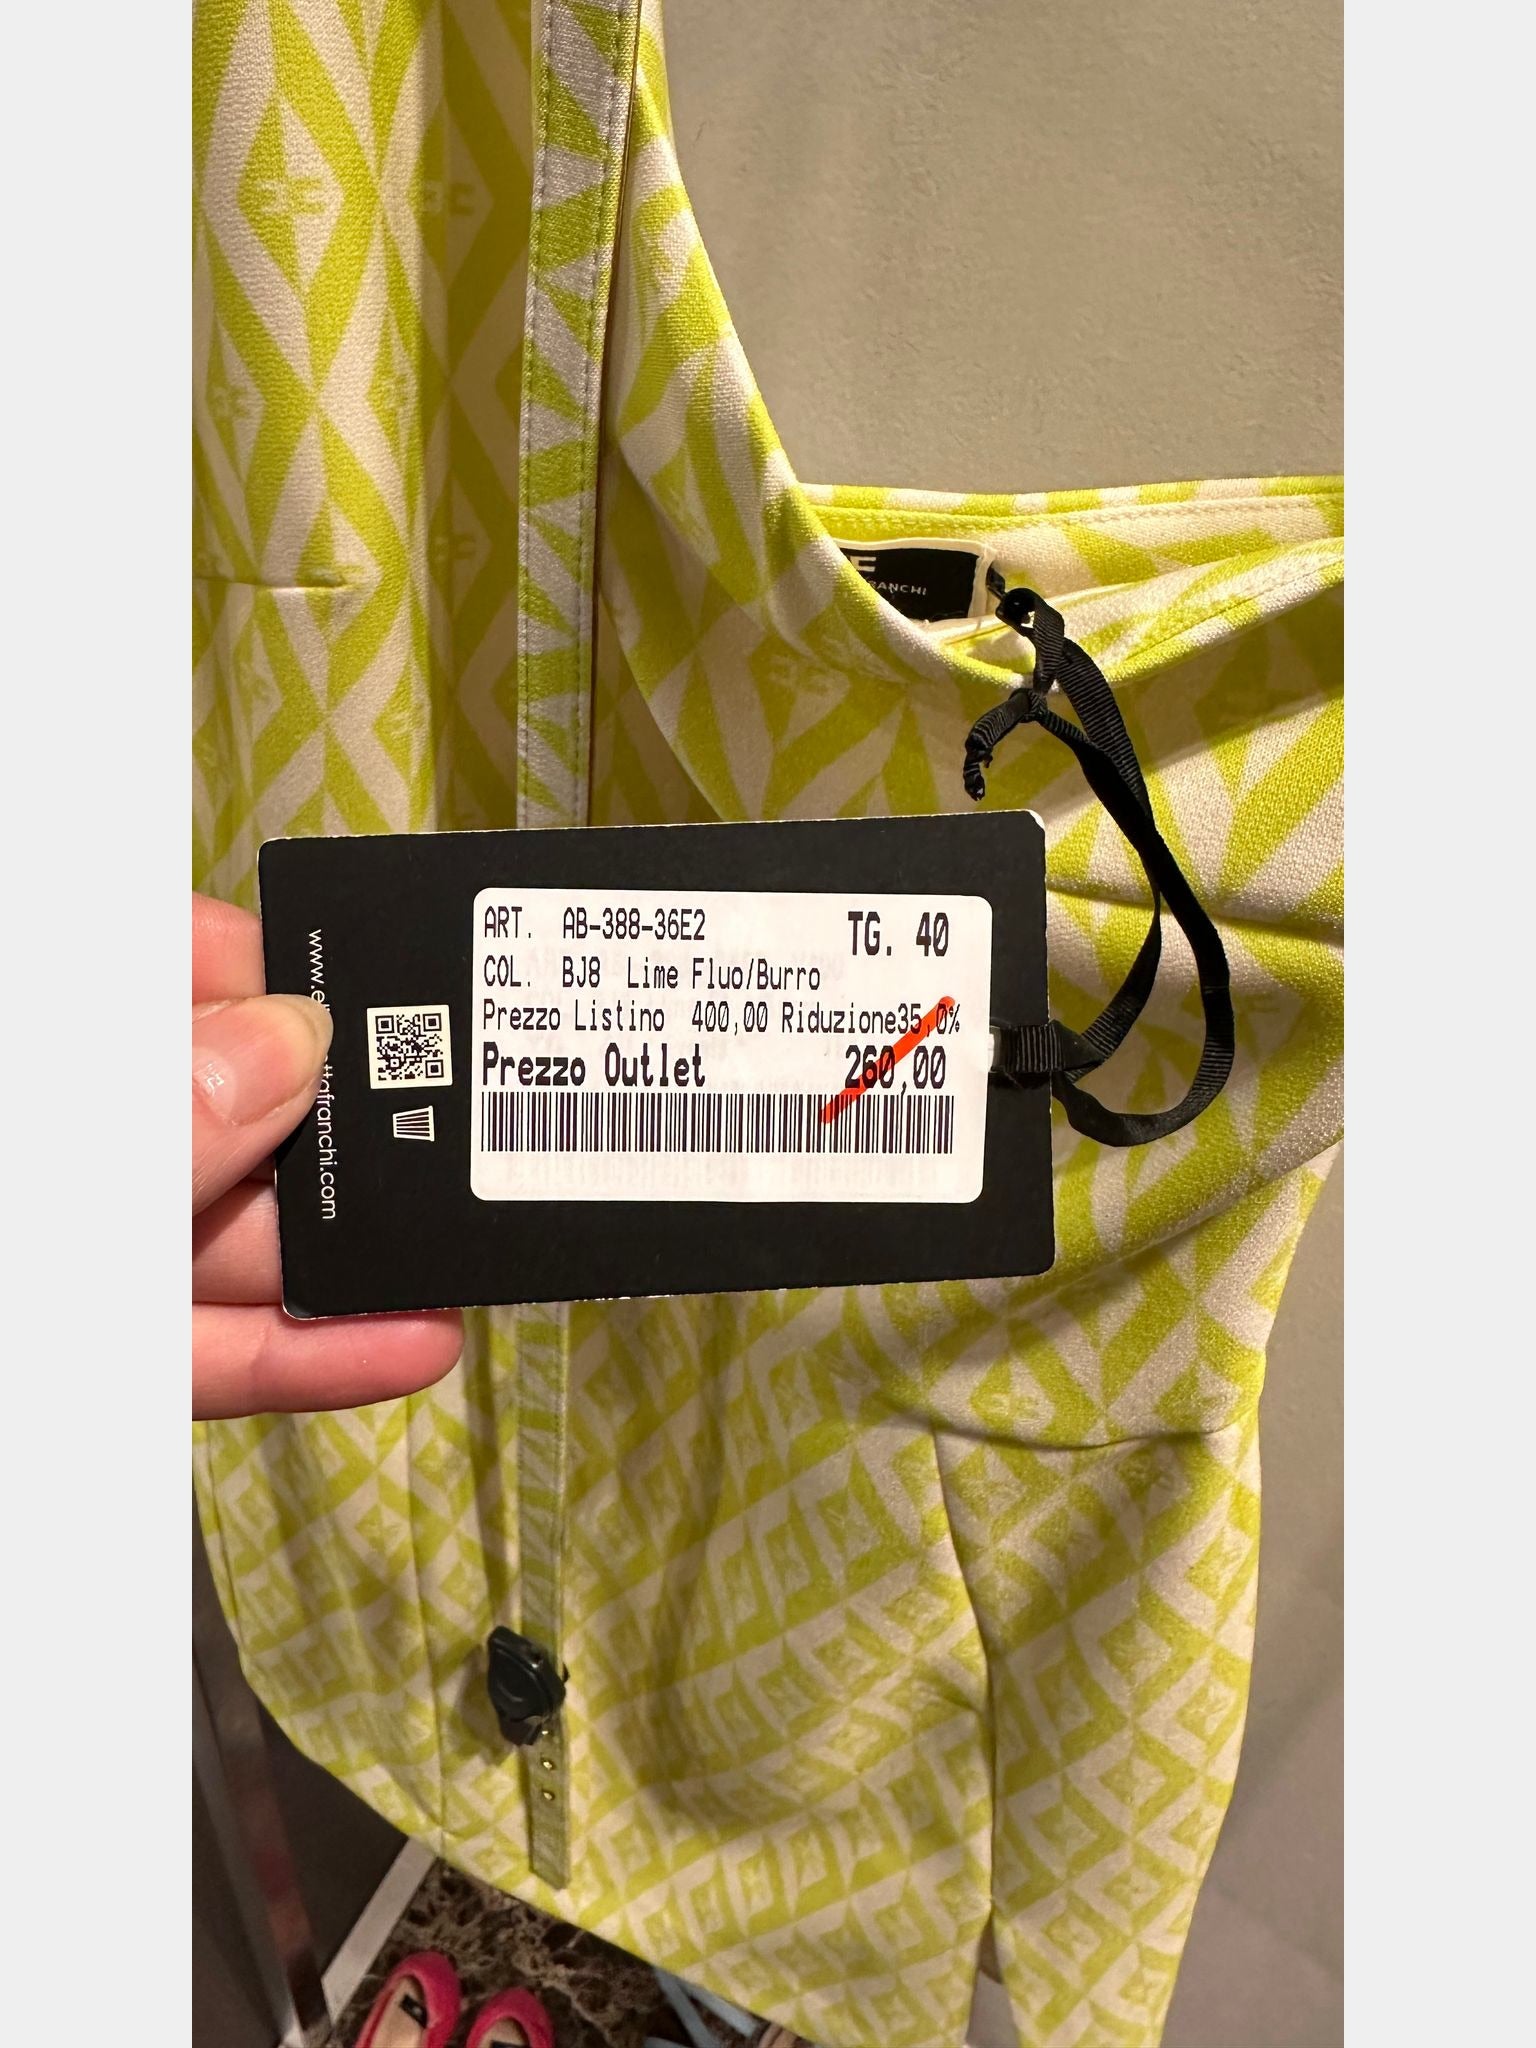 FRANCHI
ART. AB-388-36E2 TG. 40
COL. BJ8 Lime Fluo/Burro
Prezzo Listino 400,00 Riduzione35,0%
Prezzo Outlet 260,00